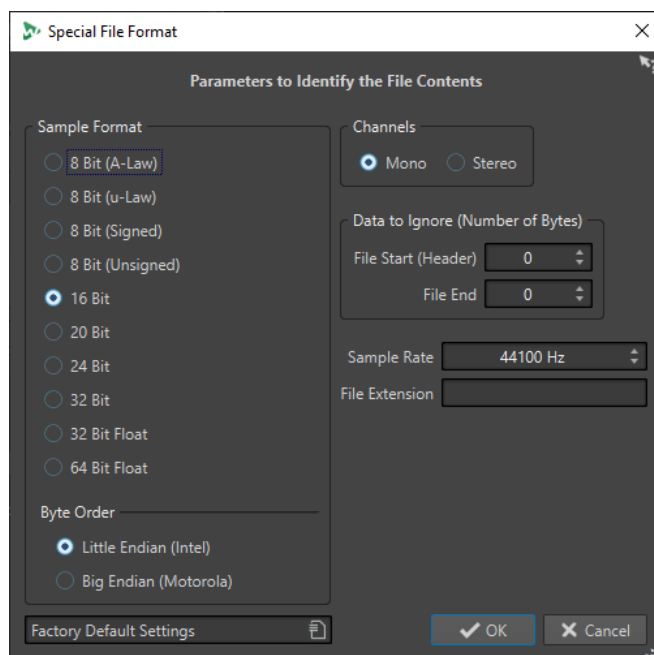 Special File Format
Parameters to Identify the File Contents
Sample Format
8 Bit (A-Law)
8 Bit (u-Law)
8 Bit (Signed)
8 Bit (Unsigned)
16 Bit
20 Bit
24 Bit
32 Bit
32 Bit Float
64 Bit Float
Byte Order
Little Endian (Intel)
Big Endian (Motorola)
Channels
Mono Stereo
Data to Ignore (Number of Bytes)
File Start (Header) 0
File End 0
Sample Rate 44100 Hz
File Extension
Factory Default Settings
OK Cancel